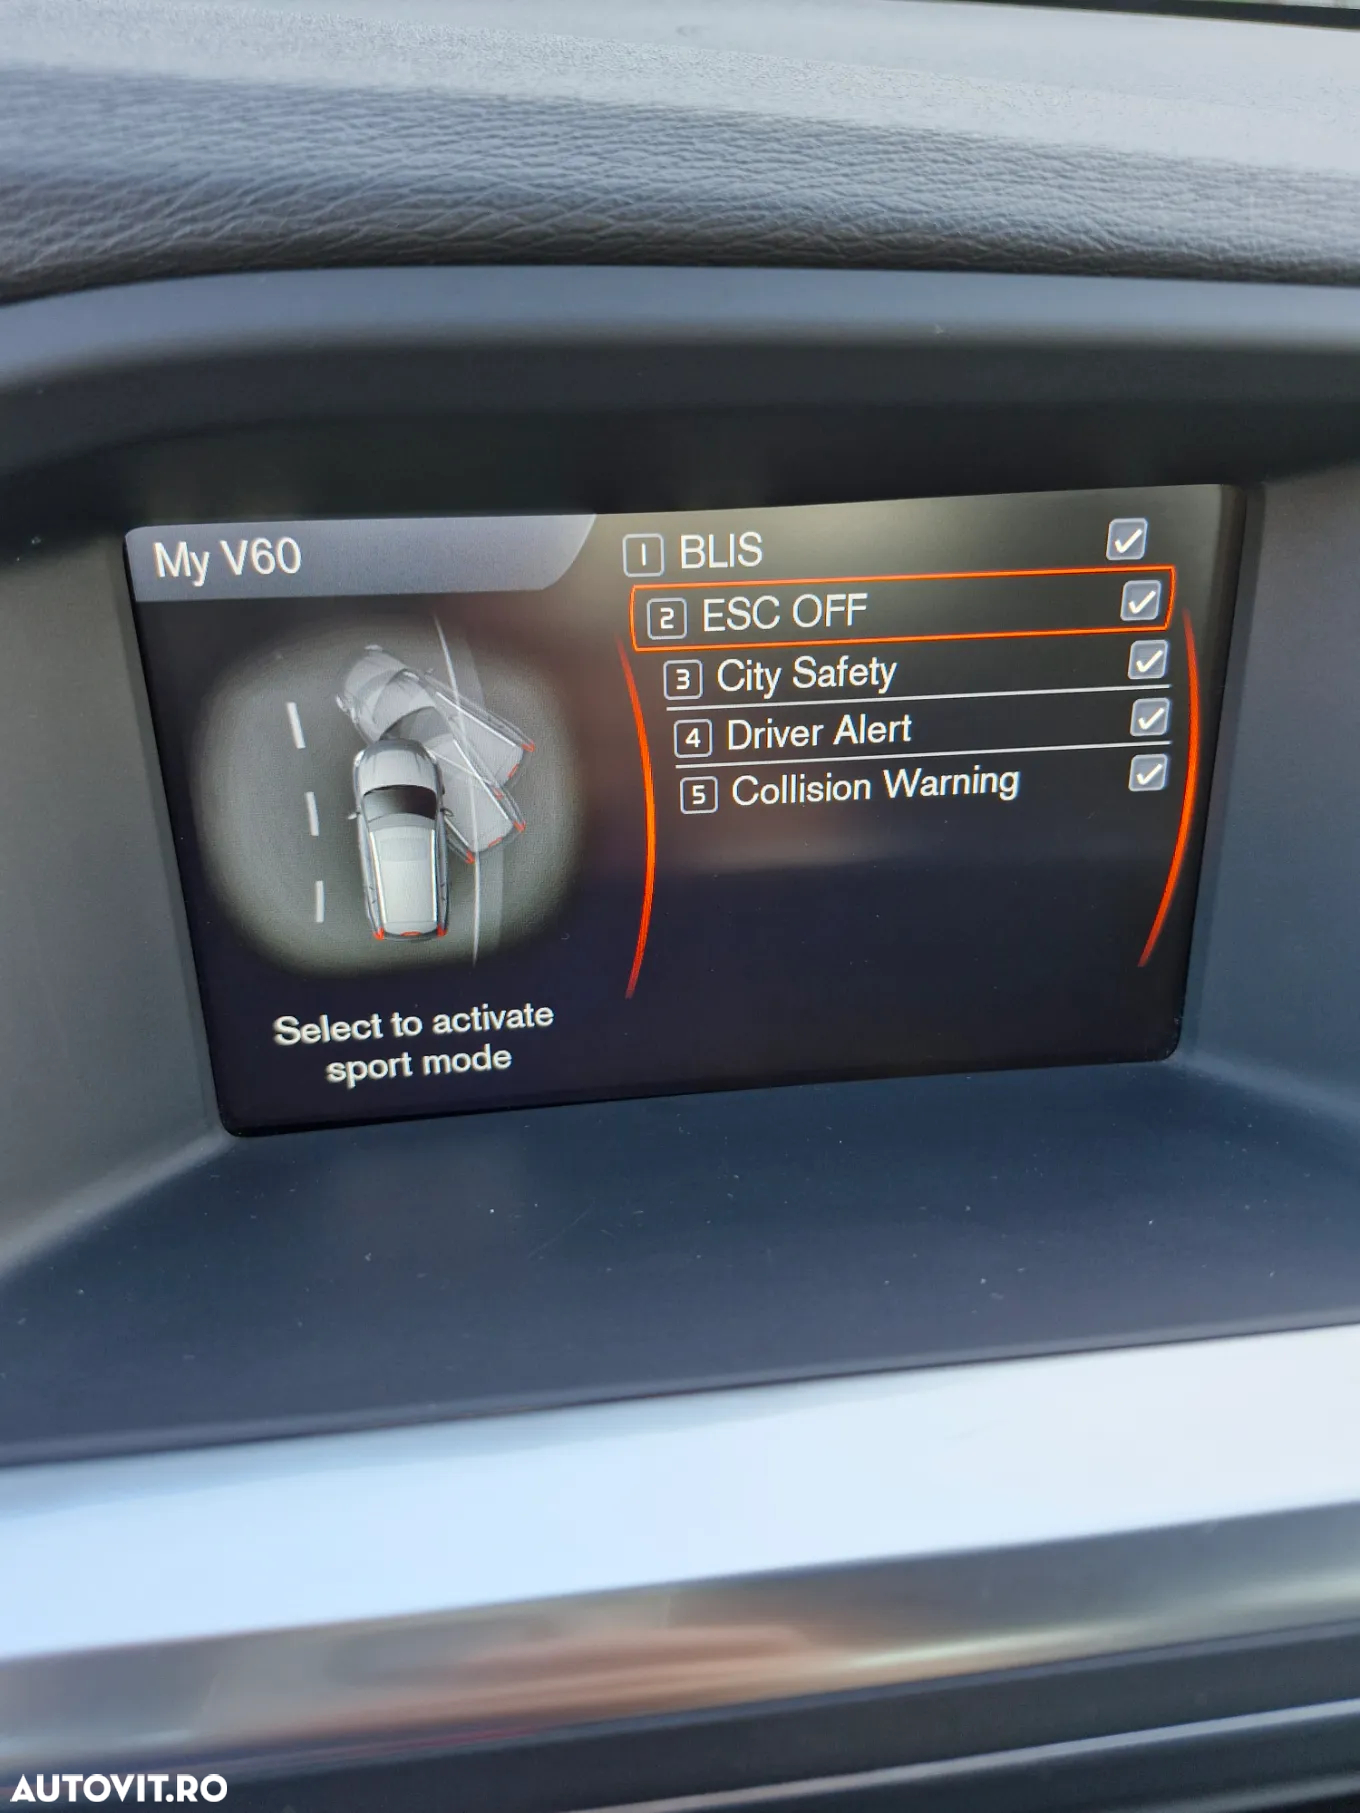 My V60
1 BLIS
2 ESC OFF
3 City Safety
4 Driver Alert
5 Collision Warning
Select to activate
sport mode
AUTOVIT.RO